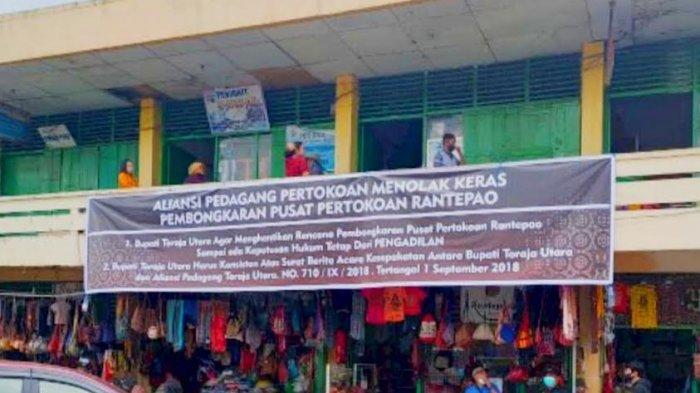 ALIANSI PEDAGANG PERTOKOAN MENOLAK KERAS
PEMBONGKARAN PUSAT PERTOKOAN RANTEPAO
1. Bupati Toraja Utara Agar Menghentikan Rencana Pembongkaran Pusat Pertokoan Rantepao
Sampai ada Keputusan Hukum Tetap Dari PENGADILAN
2. Bupati Toraja Utara Harus Konsisten Atas Surat Berita Acara Kesepakatan Antara Bupati Toraja Utara
dan Aliansi Pedagang Toraja Utara. NO. 710 / IX / 2018 . Tertangal 1 September 2018